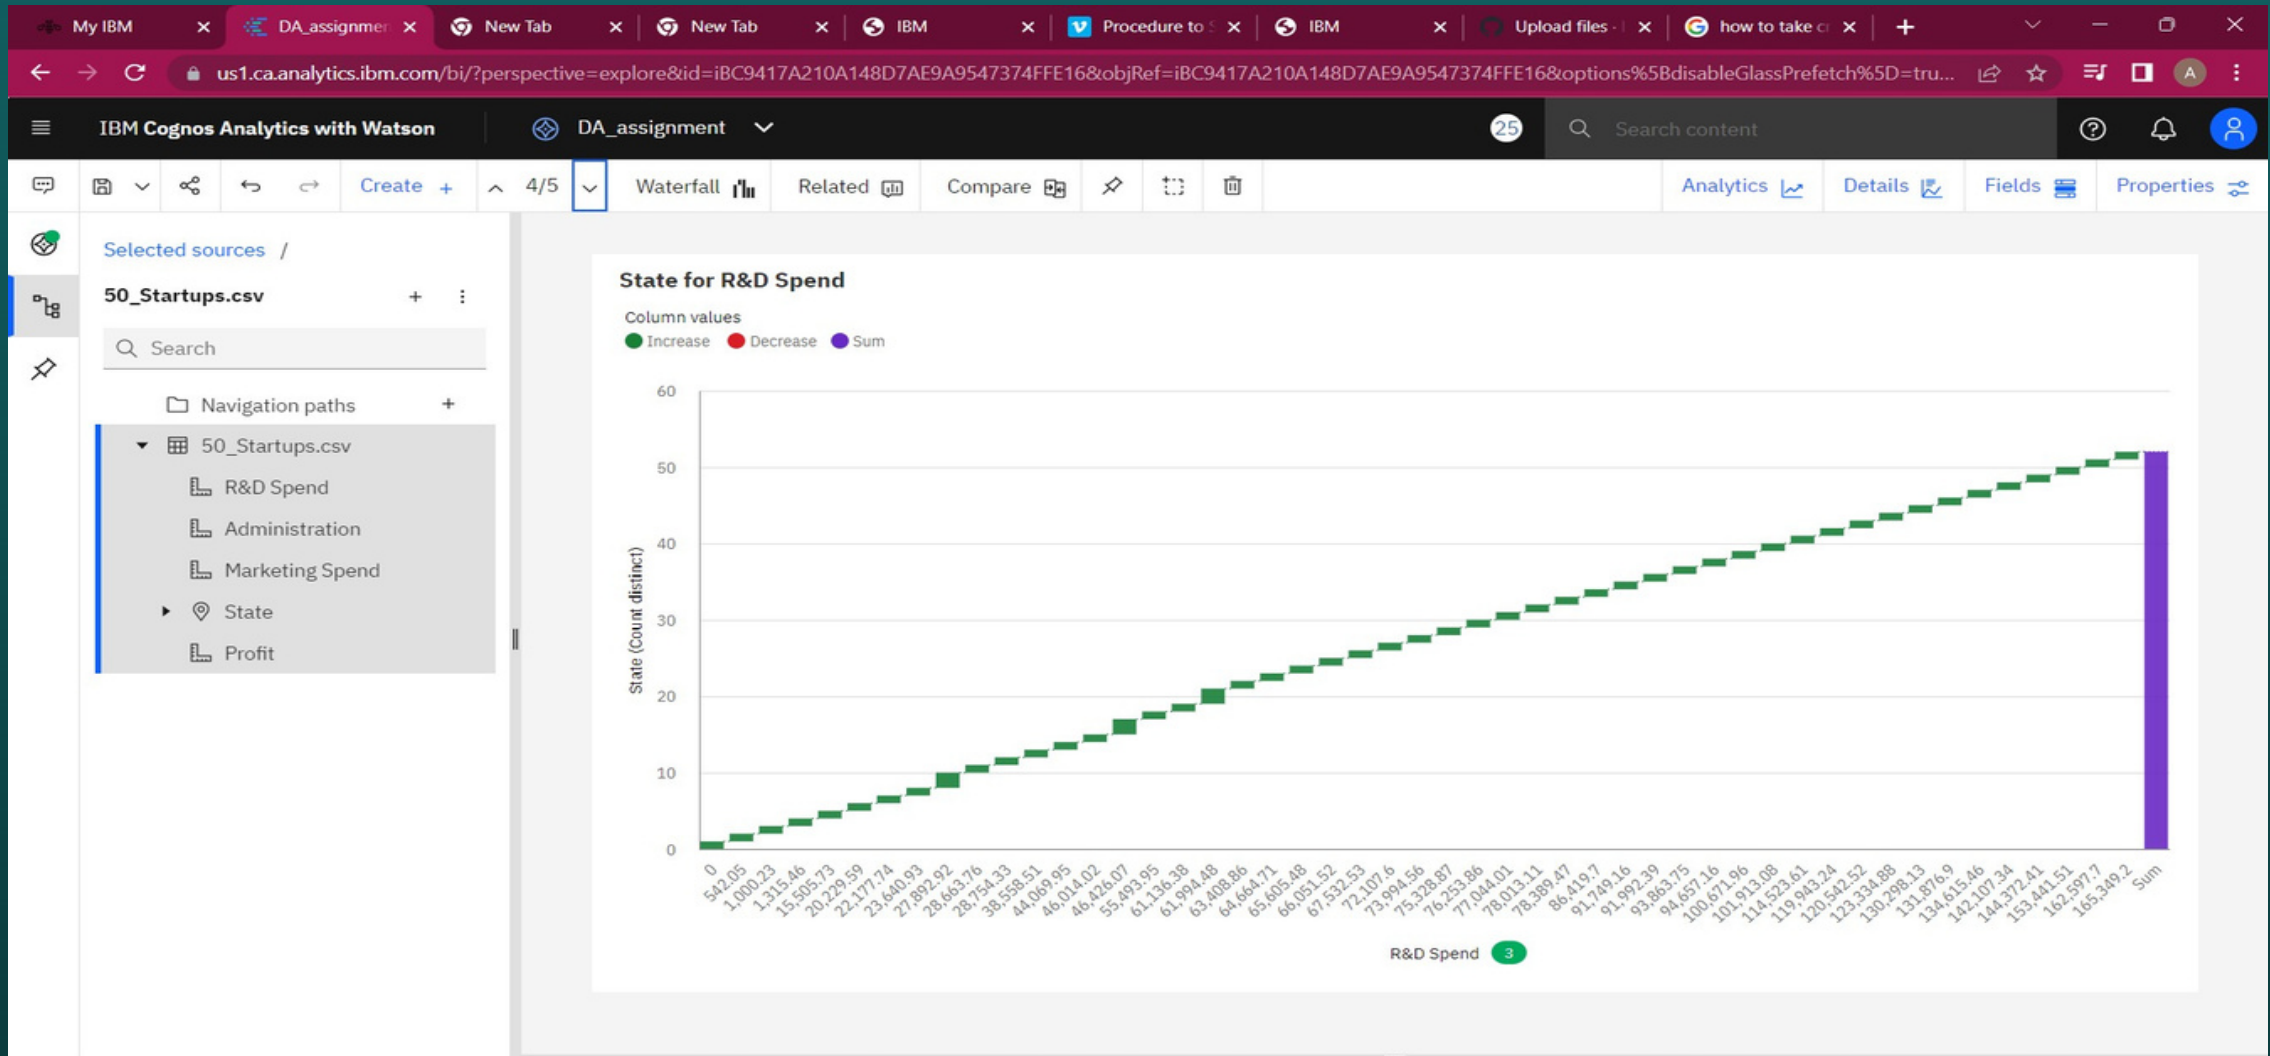 My IBM
DA_assignmen
New Tab
New Tab
IBM
Procedure to S
IBM
Upload files - I
how to take cr
us1.ca.analytics.ibm.com/bi/?perspective=explore&id=iBC9417A210A148D7AE9A9547374FFE16&objRef=iBC9417A210A148D7AE9A9547374FFE16&options%5BdisableGlassPrefetch%5D=tru...
A
IBM Cognos Analytics with Watson
DA_assignment
25
Search content
Create +
4/5
Waterfall
Related
Compare
Analytics
Details
Fields
Properties
Selected sources /
50_Startups.csv
Search
Navigation paths
50_Startups.csv
R&D Spend
Administration
Marketing Spend
State
Profit
State for R&D Spend
Column values
Increase Decrease Sum
60
50
40
30
20
10
0
State (Count distinct)
0
542.05
1,000.23
1,315.46
15,505.73
20,229.59
22,177.74
23,640.93
27,892.92
28,663.76
28,754.33
38,558.51
44,069.95
46,014.02
46,426.07
55,493.95
61,136.38
61,994.48
63,408.86
64,664.71
65,605.48
66,051.52
67,532.53
72,107.6
73,994.56
75,328.87
76,253.86
77,044.01
78,013.11
78,389.47
86,419.7
91,749.16
91,992.39
93,863.75
94,657.16
100,671.96
101,913.08
114,523.61
119,943.24
120,542.52
123,334.88
130,298.13
131,876.9
134,615.46
142,107.34
144,372.41
153,441.51
162,597.7
165,349.2
Sum
R&D Spend 3